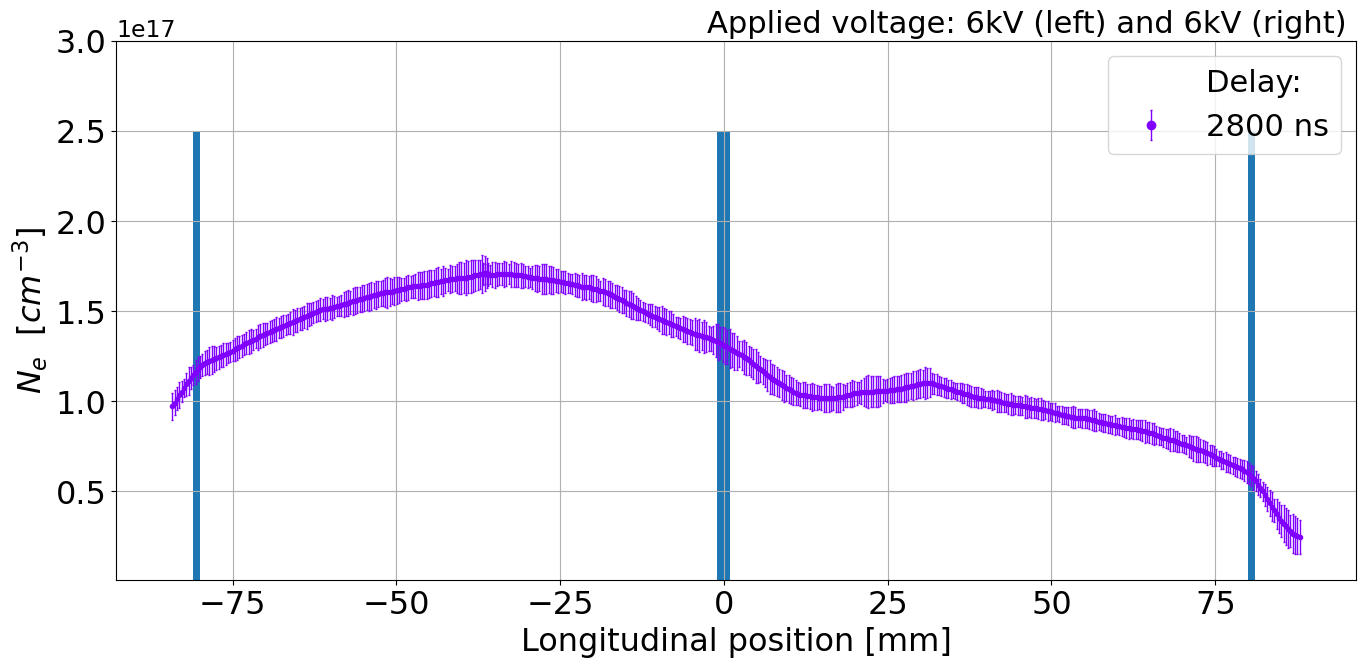 Applied voltage: 6kV (left) and 6kV (right)
1e17
3.0
2.5
2.0
1.5
1.0
0.5
N_e [cm^{-3}]
Delay:
2800 ns
−75 −50 −25 0 25 50 75
Longitudinal position [mm]